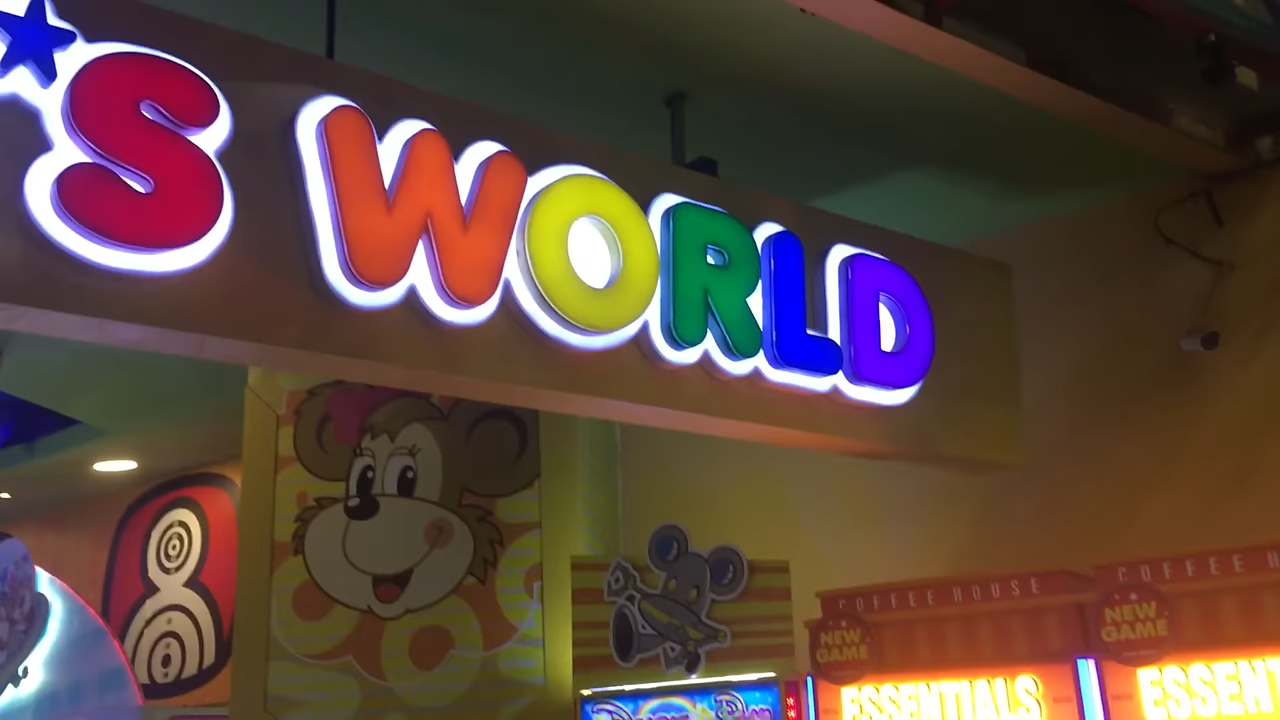 'S WORLD
COFFEE HOUSE
COFFEE H
NEW
GAME
NEW
GAME
ESSENTIALS
ESSEN